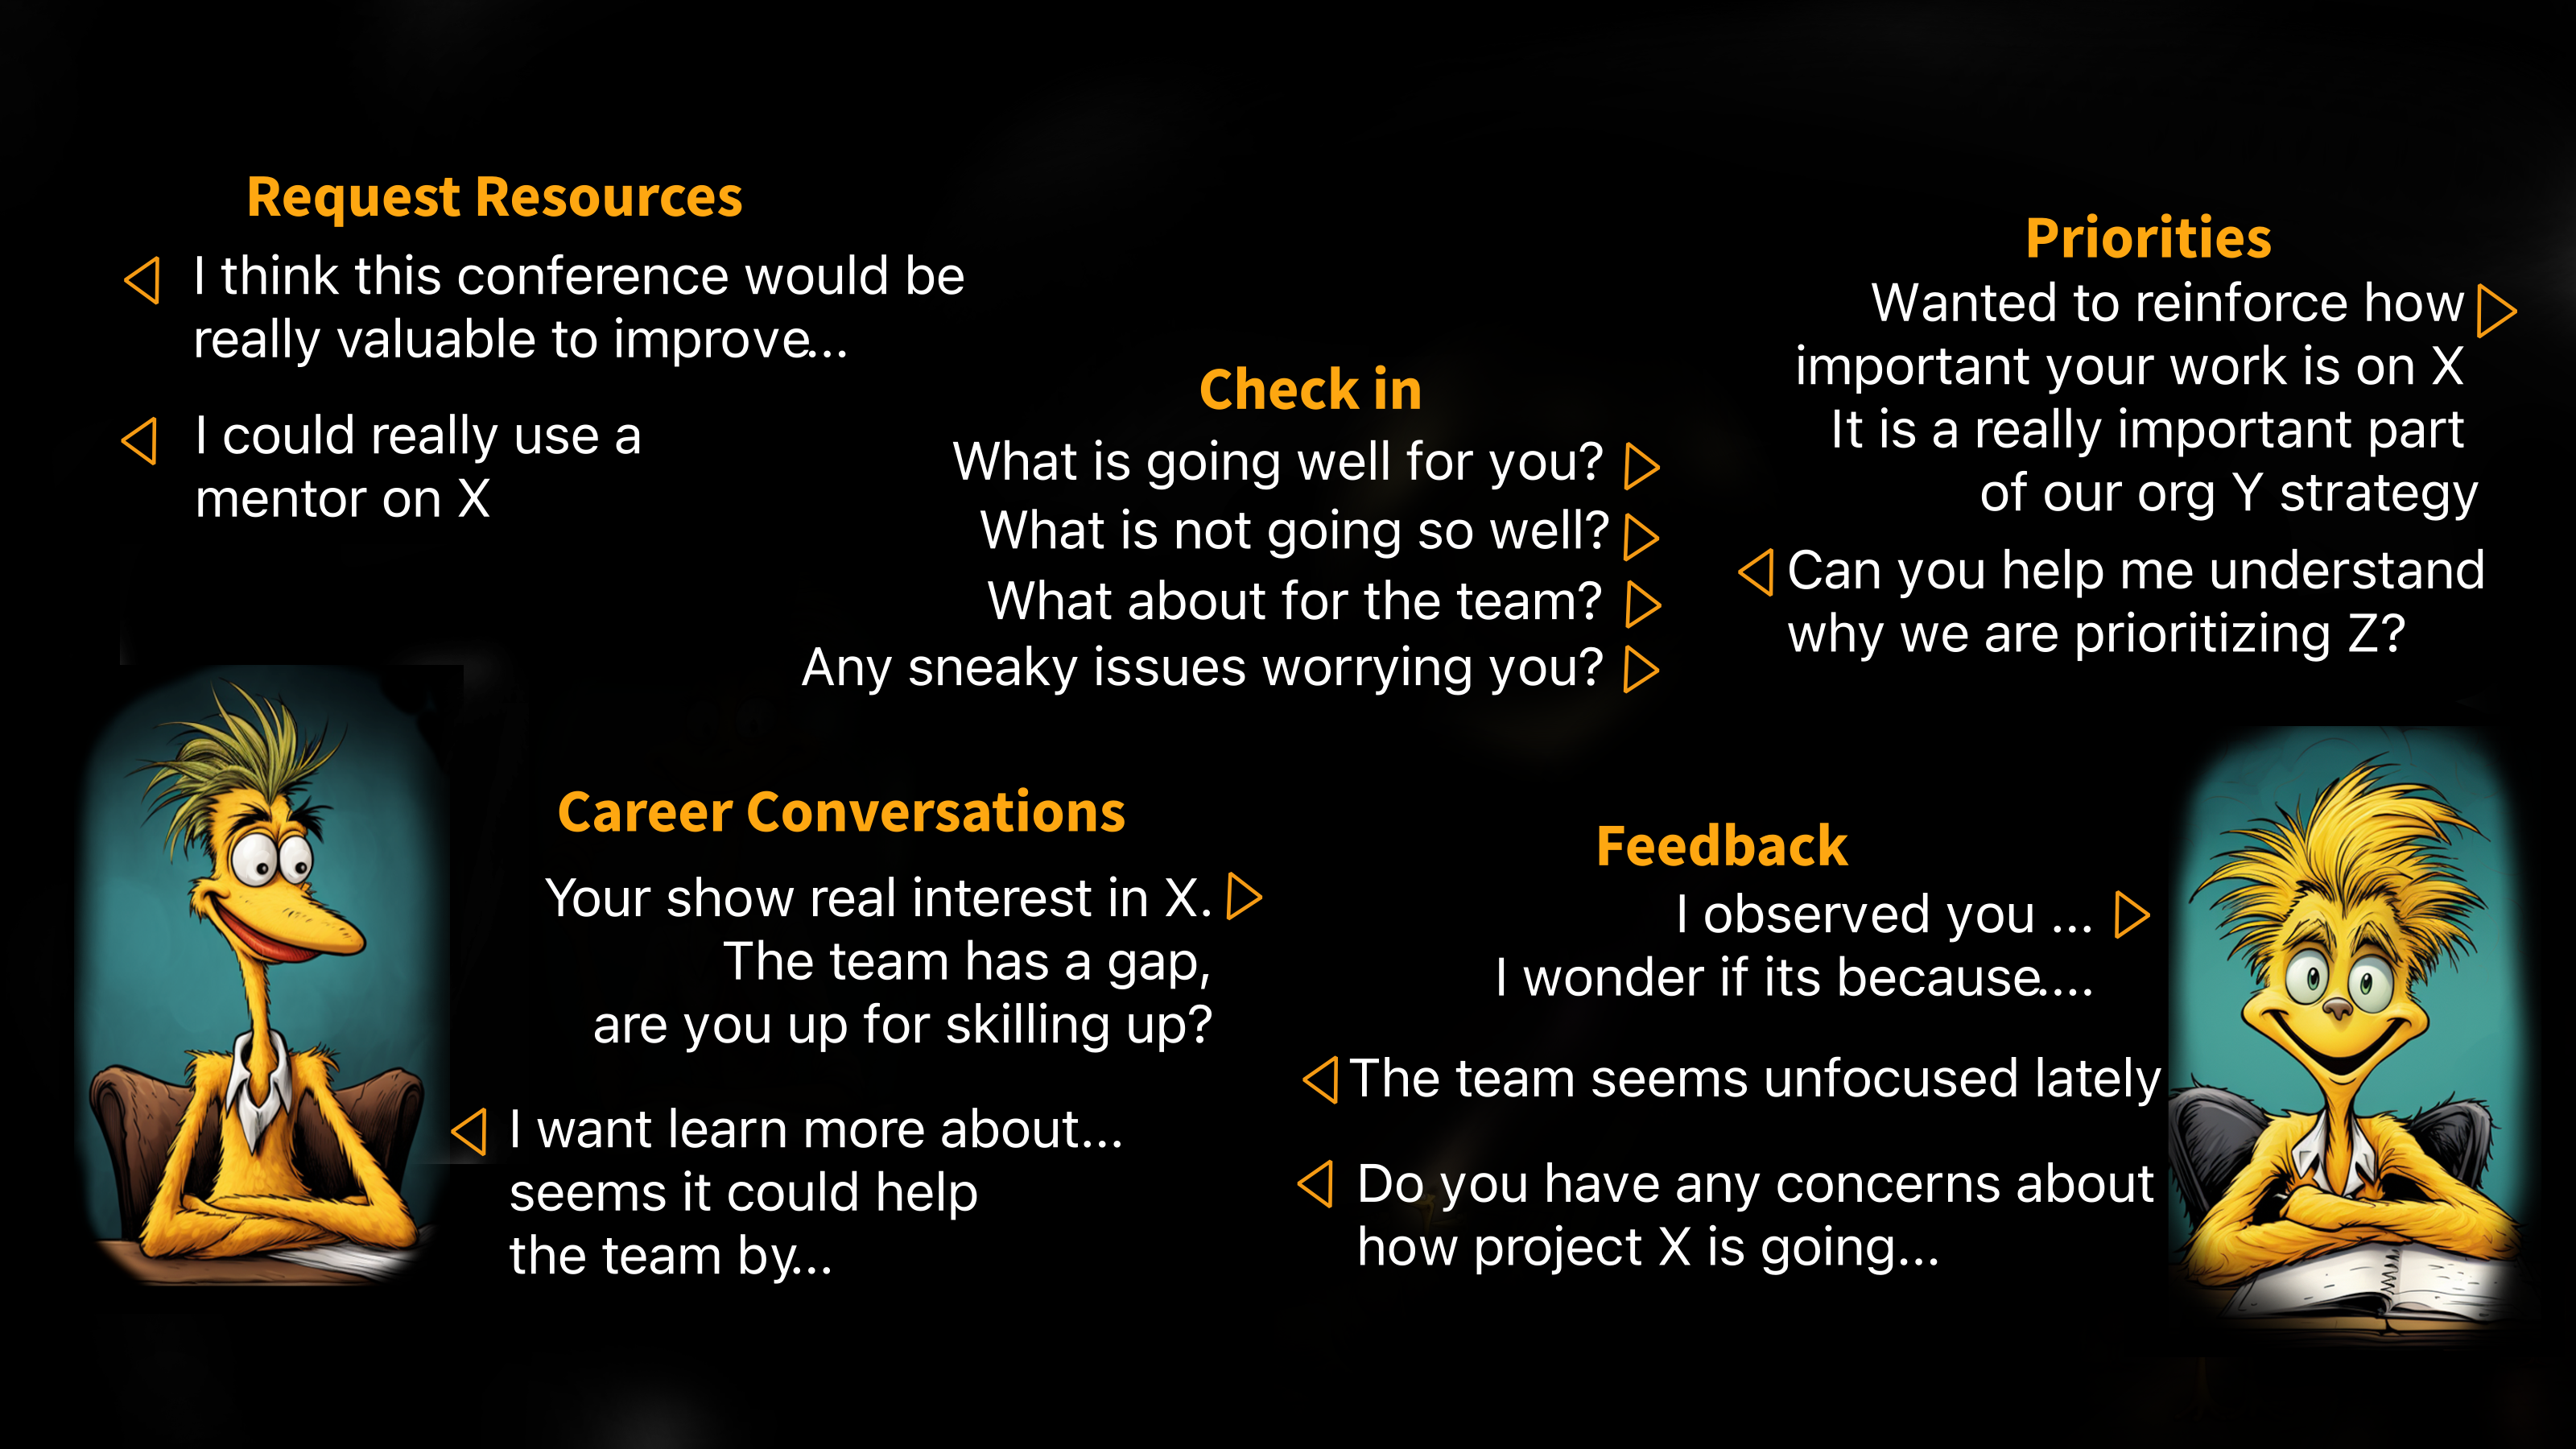 Request Resources
I think this conference would be
really valuable to improve...
I could really use a
mentor on X
Check in
What is going well for you?
What is not going so well?
What about for the team?
Any sneaky issues worrying you?
Priorities
Wanted to reinforce how
important your work is on X
It is a really important part
of our org Y strategy
Can you help me understand
why we are prioritizing Z?
Career Conversations
Your show real interest in X.
The team has a gap,
are you up for skilling up?
I want learn more about...
seems it could help
the team by...
Feedback
I observed you ...
I wonder if its because....
The team seems unfocused lately
Do you have any concerns about
how project X is going...